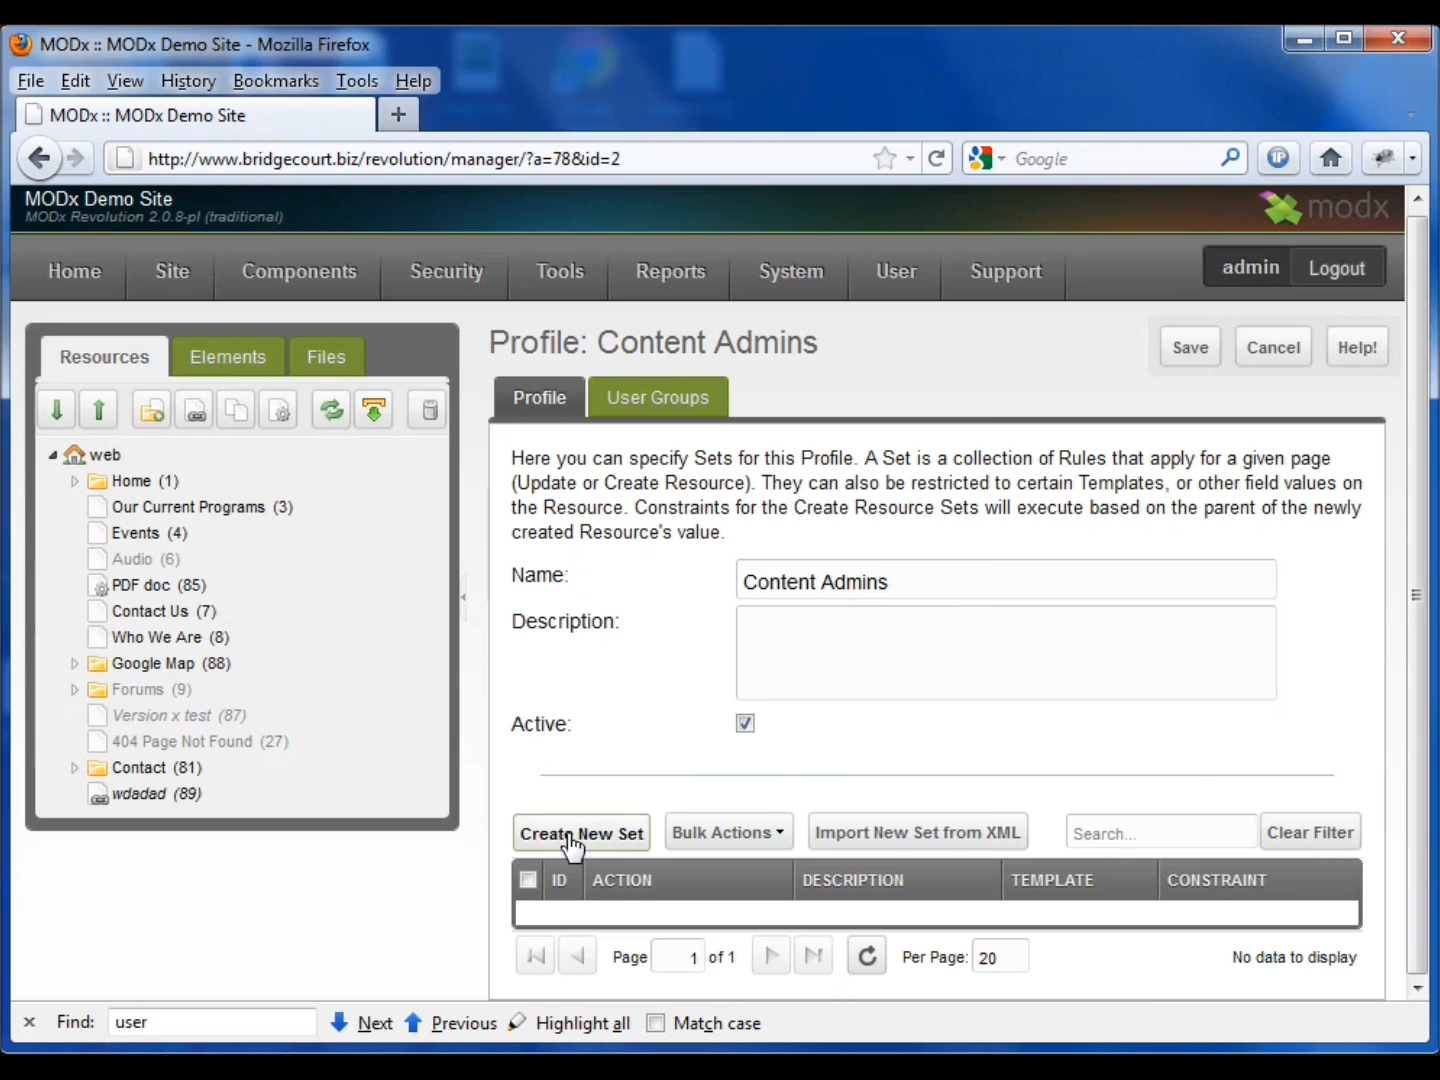 MODx :: MODx Demo Site - Mozilla Firefox
File Edit View History Bookmarks Tools Help
MODx :: MODx Demo Site
http://www.bridgecourt.biz/revolution/manager/?a=78&id=2
Google
IP
MODx Demo Site
MODx Revolution 2.0.8-pl (traditional)
modx
Home Site Components Security Tools Reports System User Support
admin Logout
Resources Elements Files
web
Home (1)
Our Current Programs (3)
Events (4)
Audio (6)
PDF doc (85)
Contact Us (7)
Who We Are (8)
Google Map (88)
Forums (9)
Version x test (87)
404 Page Not Found (27)
Contact (81)
wdadad (89)
Profile: Content Admins
Save Cancel Help!
Profile User Groups
Here you can specify Sets for this Profile. A Set is a collection of Rules that apply for a given page
(Update or Create Resource). They can also be restricted to certain Templates, or other field values on
the Resource. Constraints for the Create Resource Sets will execute based on the parent of the newly
created Resource's value.
Name: Content Admins
Description:
Active:
Create New Set Bulk Actions Import New Set from XML Search... Clear Filter
ID ACTION DESCRIPTION TEMPLATE CONSTRAINT
Page 1 of 1 Per Page: 20 No data to display
x Find: user Next Previous Highlight all Match case